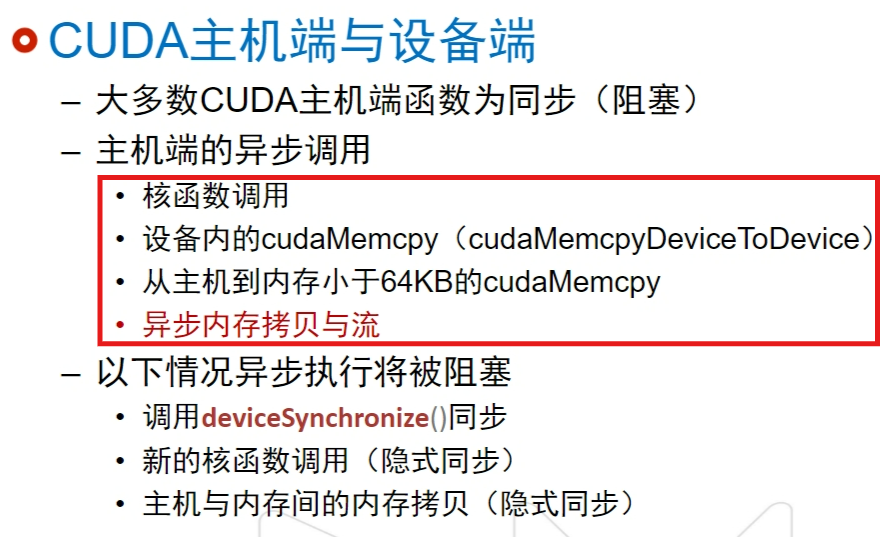 CUDA主机端与设备端
– 大多数CUDA主机端函数为同步（阻塞）
– 主机端的异步调用
• 核函数调用
• 设备内的cudaMemcpy（cudaMemcpyDeviceToDevice）
• 从主机到内存小于64KB的cudaMemcpy
• 异步内存拷贝与流
– 以下情况异步执行将被阻塞
• 调用deviceSynchronize()同步
• 新的核函数调用（隐式同步）
• 主机与内存间的内存拷贝（隐式同步）